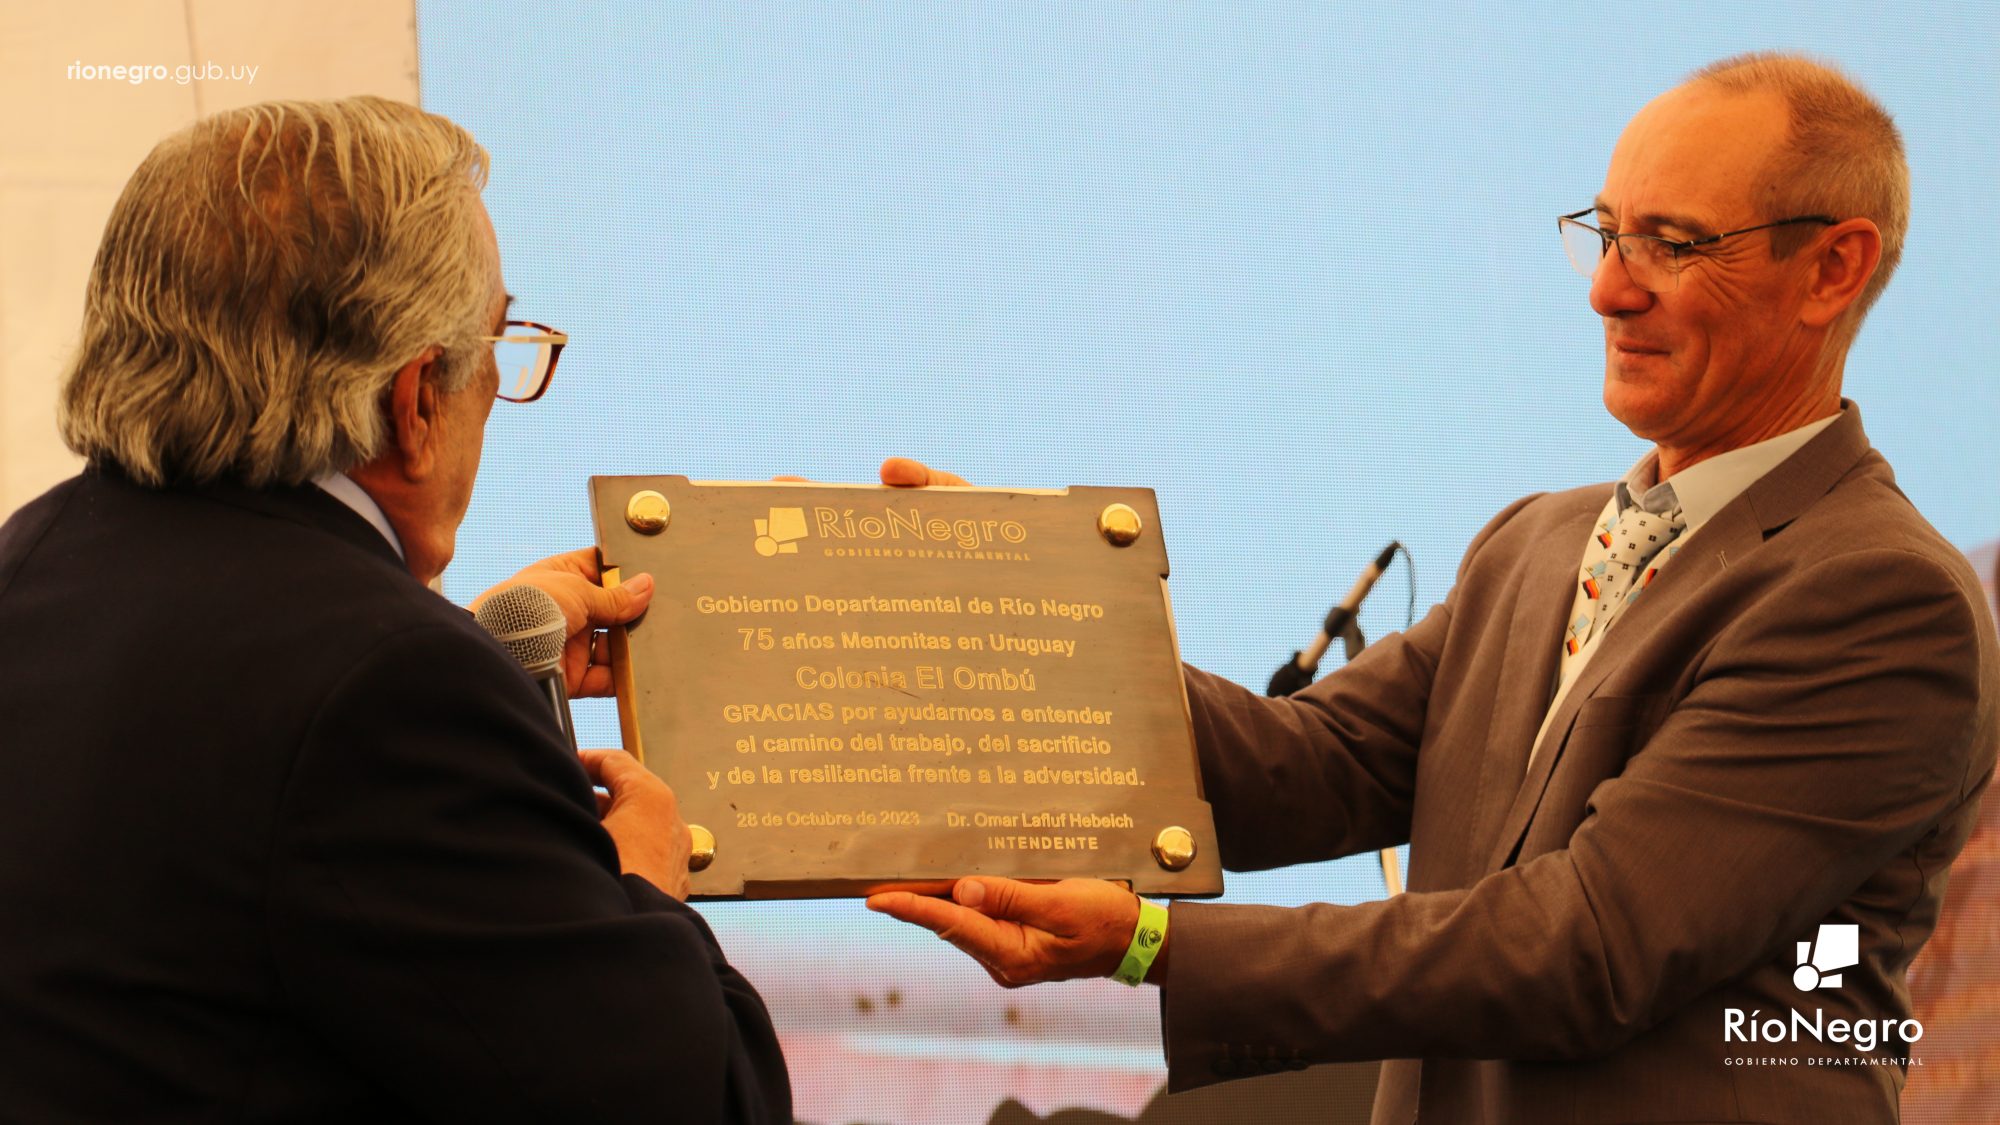 rionegro.gub.uy
RíoNegro
GOBIERNO DEPARTAMENTAL
Gobierno Departamental de Río Negro
75 años Menonitas en Uruguay
Colonia El Ombú
GRACIAS por ayudarnos a entender
el camino del trabajo, del sacrificio
y de la resiliencia frente a la adversidad.
28 de Octubre de 2023 Dr. Omar Lafluf Hebeich
INTENDENTE
RíoNegro
GOBIERNO DEPARTAMENTAL